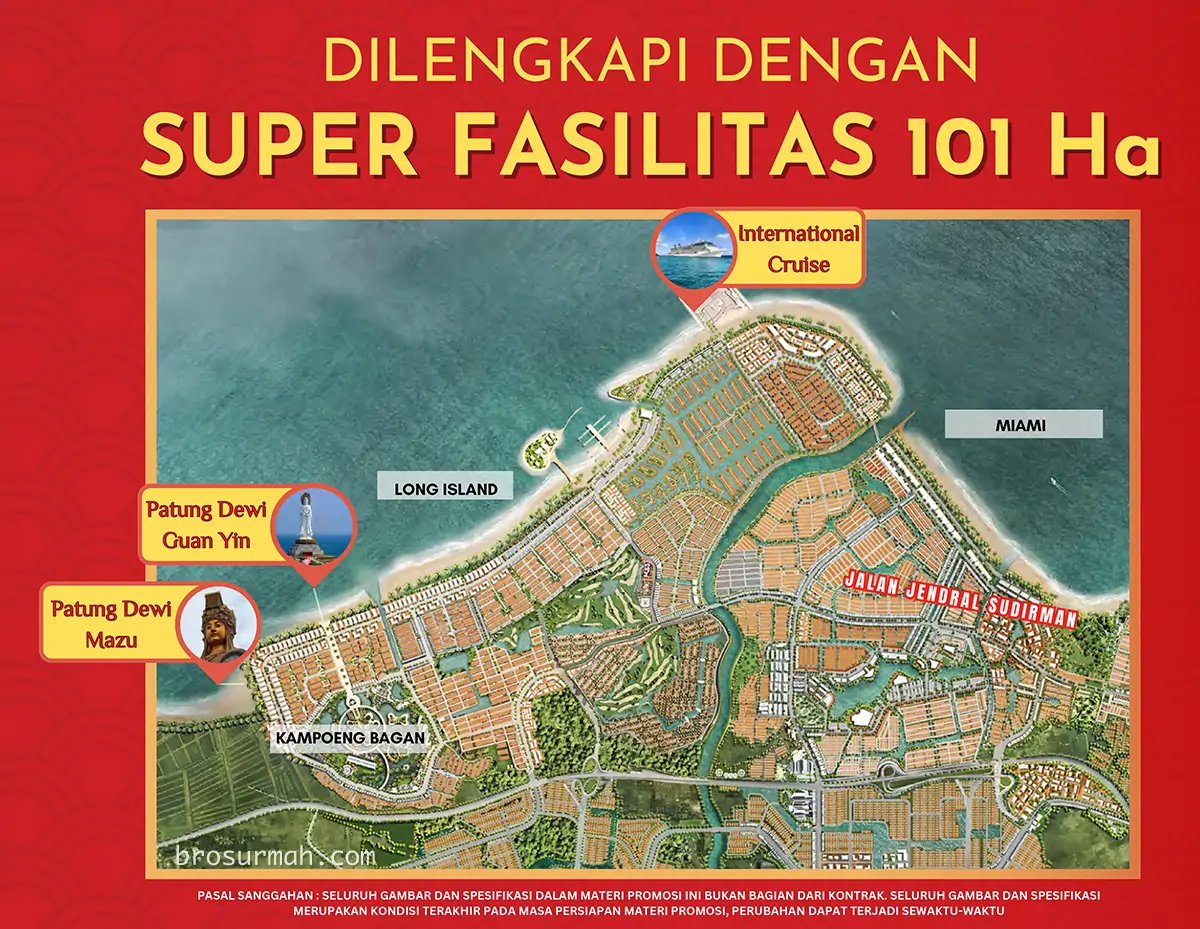 DILENGKAPI DENGAN
SUPER FASILITAS 101 Ha
International
Cruise
MIAMI
LONG ISLAND
Patung Dewi
Guan Yin
JALAN JENDRAL SUDIRMAN
Patung Dewi
Mazu
KAMPOENG BAGAN
brosurmah.com
PASAL SANGGAHAN : SELURUH GAMBAR DAN SPESIFIKASI DALAM MATERI PROMOSI INI BUKAN BAGIAN DARI KONTRAK. SELURUH GAMBAR DAN SPESIFIKASI
MERUPAKAN KONDISI TERAKHIR PADA MASA PERSIAPAN MATERI PROMOSI, PERUBAHAN DAPAT TERJADI SEWAKTU-WAKTU